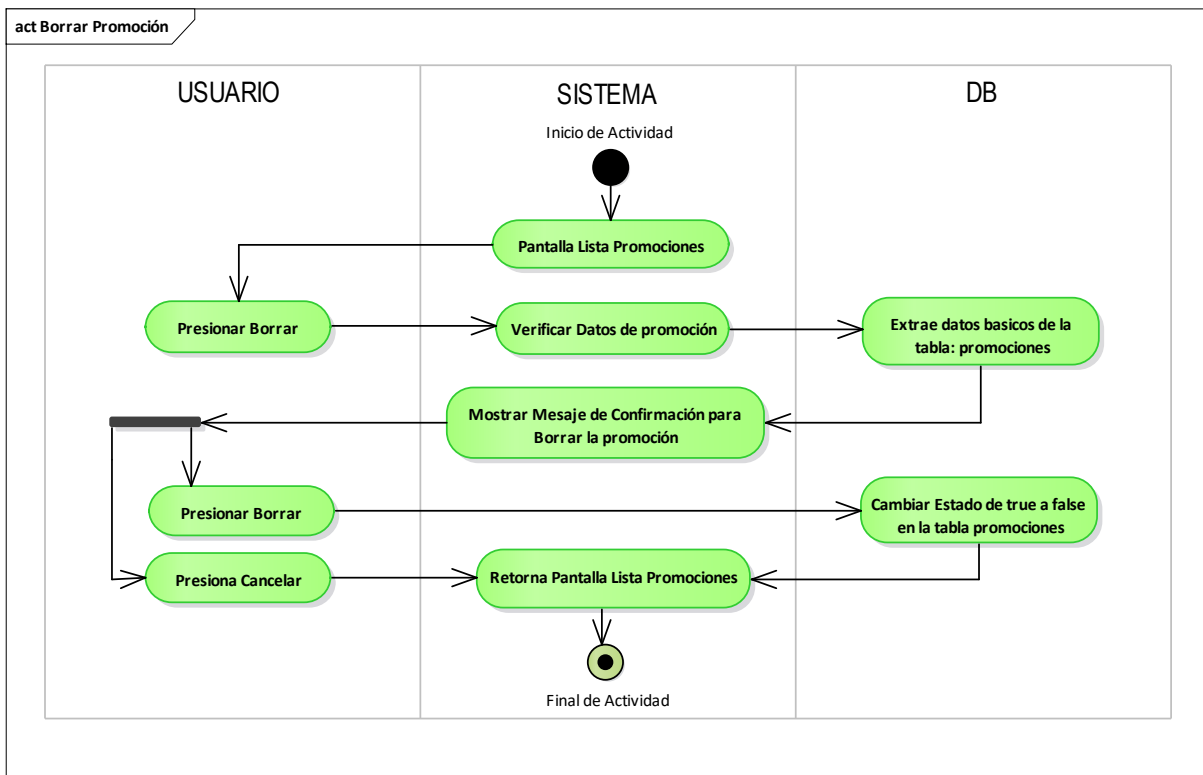 act Borrar Promoción
USUARIO
SISTEMA
DB
Inicio de Actividad
Pantalla Lista Promociones
Presionar Borrar
Verificar Datos de promoción
Extrae datos basicos de la
tabla: promociones
Mostrar Mesaje de Confirmación para
Borrar la promoción
Presionar Borrar
Cambiar Estado de true a false
en la tabla promociones
Presiona Cancelar
Retorna Pantalla Lista Promociones
Final de Actividad